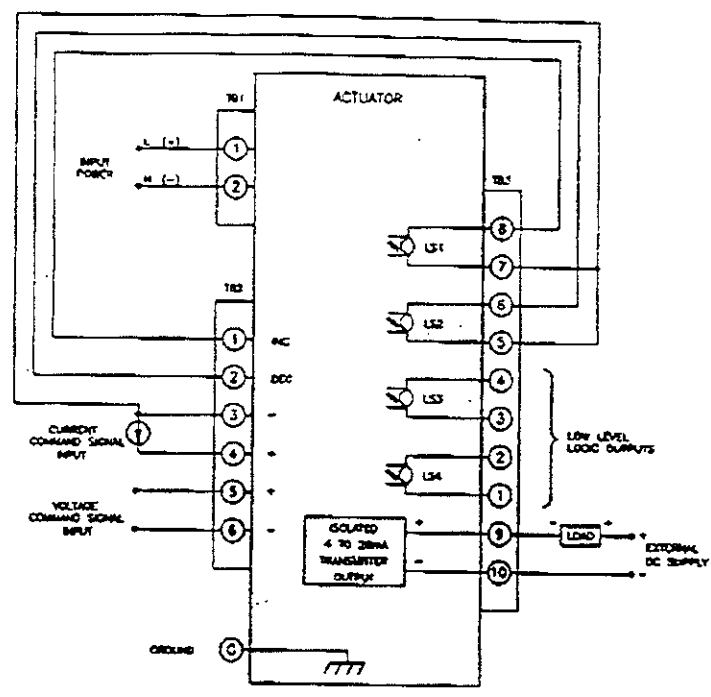 ACTUATOR
TB1
L (+)
1
INPUT
POWER
N (-)
2
TB3
8
LS1
7
6
LS2
5
TB2
1
INC
2
DEC
3
-
CURRENT
COMMAND SIGNAL
INPUT
4
+
5
+
VOLTAGE
COMMAND SIGNAL
INPUT
6
-
4
LS3
3
LOW LEVEL
LOGIC OUTPUTS
2
LS4
1
ISOLATED
4 TO 20mA
TRANSMITTER
OUTPUT
+
9
-
LOAD
+
+
EXTERNAL
DC SUPPLY
-
10
-
GROUND
G